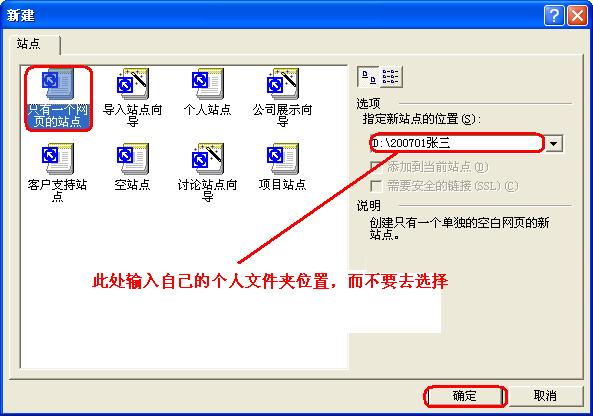 新建
站点
只有一个网
页的站点
导入站点向
导
个人站点
公司展示向
导
客户支持站
点
空站点
讨论站点向
导
项目站点
选项
指定新站点的位置(S):
D:\200701张三
添加到当前站点(D)
需要安全的链接(SSL)(C)
说明
创建只有一个单独的空白网页的新
站点。
此处输入自己的个人文件夹位置，而不要去选择
确定
取消